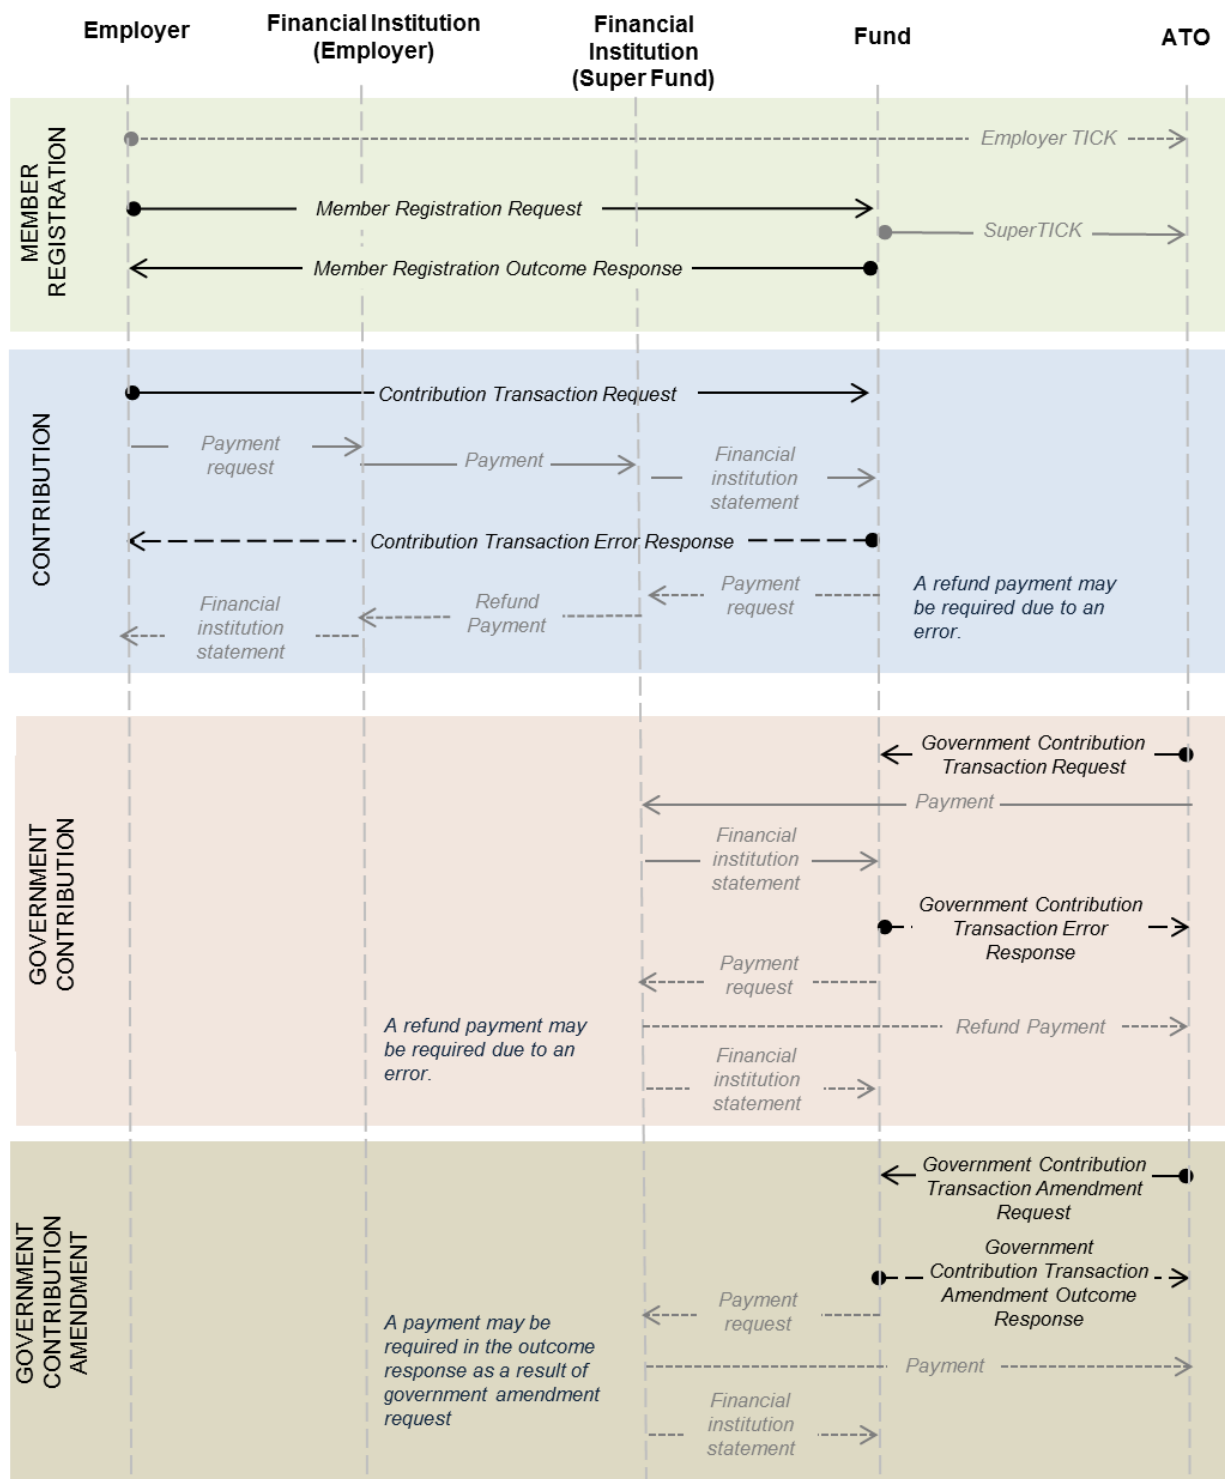 Employer
Financial Institution
(Employer)
Financial
Institution
(Super Fund)
Fund
ATO
MEMBER
REGISTRATION
Employer TICK
Member Registration Request
SuperTICK
Member Registration Outcome Response
CONTRIBUTION
Contribution Transaction Request
Payment
request
Payment
Financial
institution
statement
Contribution Transaction Error Response
Payment
request
A refund payment may
be required due to an
error.
Refund
Payment
Financial
institution
statement
GOVERNMENT
CONTRIBUTION
Government Contribution
Transaction Request
Payment
Financial
institution
statement
Government Contribution
Transaction Error
Response
Payment
request
A refund payment may
be required due to an
error.
Refund Payment
Financial
institution
statement
GOVERNMENT
CONTRIBUTION
AMENDMENT
Government Contribution
Transaction Amendment
Request
Government
Contribution Transaction
Amendment Outcome
Response
Payment
request
A payment may be
required in the outcome
response as a result of
government amendment
request
Payment
Financial
institution
statement